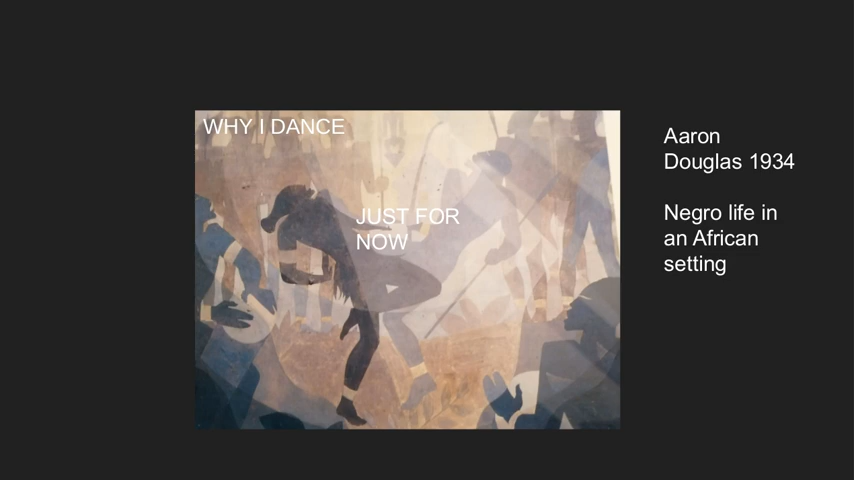 WHY I DANCE
JUST FOR
NOW
Aaron
Douglas 1934
Negro life in
an African
setting